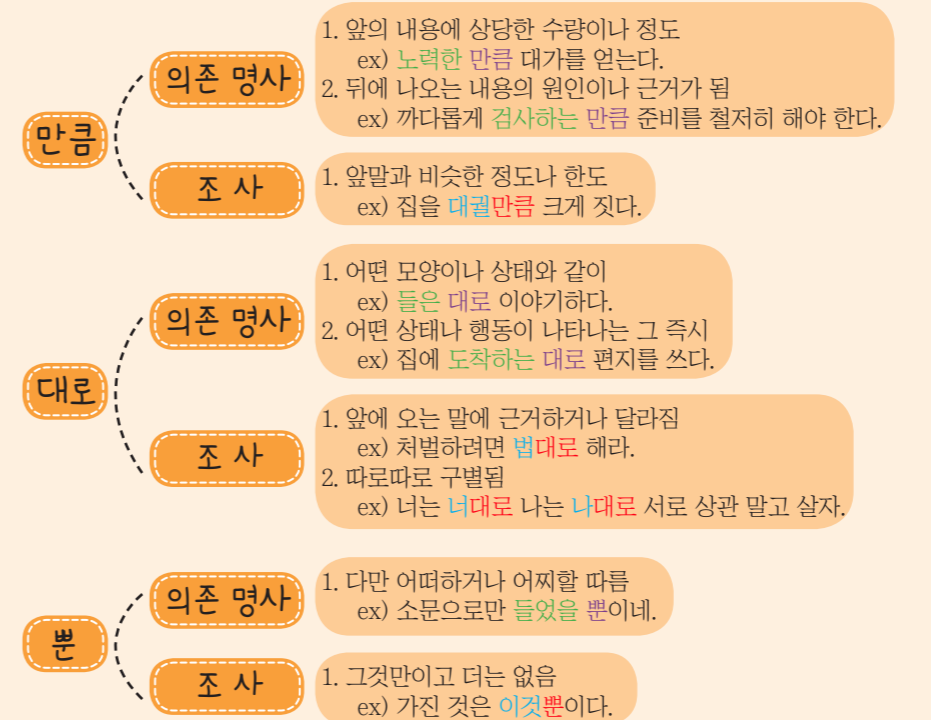 만큼
의존 명사
1. 앞의 내용에 상당한 수량이나 정도
ex) 노력한 만큼 대가를 얻는다.
2. 뒤에 나오는 내용의 원인이나 근거가 됨
ex) 까다롭게 검사하는 만큼 준비를 철저히 해야 한다.
조 사
1. 앞말과 비슷한 정도나 한도
ex) 집을 대궐만큼 크게 짓다.
대로
의존 명사
1. 어떤 모양이나 상태와 같이
ex) 들은 대로 이야기하다.
2. 어떤 상태나 행동이 나타나는 그 즉시
ex) 집에 도착하는 대로 편지를 쓰다.
조 사
1. 앞에 오는 말에 근거하거나 달라짐
ex) 처벌하려면 법대로 해라.
2. 따로따로 구별됨
ex) 너는 너대로 나는 나대로 서로 상관 말고 살자.
뿐
의존 명사
1. 다만 어떠하거나 어찌할 따름
ex) 소문으로만 들었을 뿐이네.
조 사
1. 그것만이고 더는 없음
ex) 가진 것은 이것뿐이다.